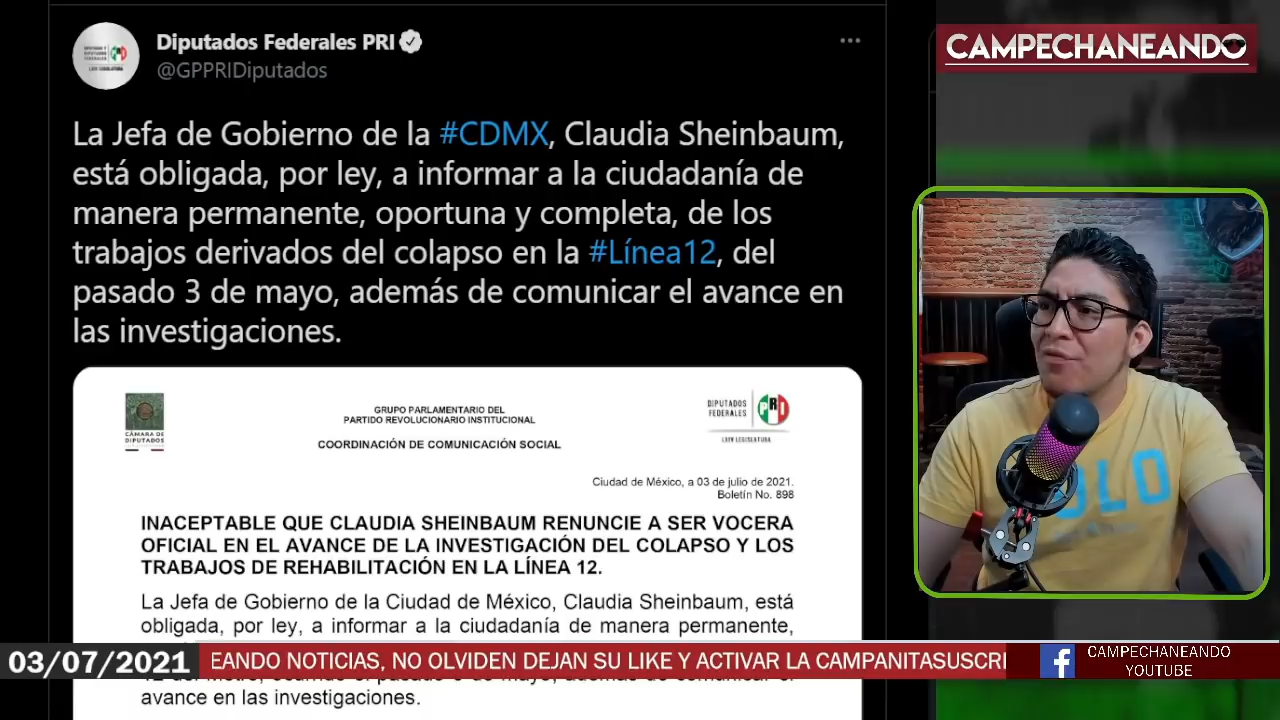 Diputados Federales PRI
@GPPRIDiputados
La Jefa de Gobierno de la #CDMX, Claudia Sheinbaum,
está obligada, por ley, a informar a la ciudadanía de
manera permanente, oportuna y completa, de los
trabajos derivados del colapso en la #Línea12, del
pasado 3 de mayo, además de comunicar el avance en
las investigaciones.
CÁMARA DE
DIPUTADOS
GRUPO PARLAMENTARIO DEL
PARTIDO REVOLUCIONARIO INSTITUCIONAL
COORDINACIÓN DE COMUNICACIÓN SOCIAL
DIPUTADOS
FEDERALES
PRI
LXIV LEGISLATURA
Ciudad de México, a 03 de julio de 2021.
Boletín No. 898
INACEPTABLE QUE CLAUDIA SHEINBAUM RENUNCIE A SER VOCERA
OFICIAL EN EL AVANCE DE LA INVESTIGACIÓN DEL COLAPSO Y LOS
TRABAJOS DE REHABILITACIÓN EN LA LÍNEA 12.
La Jefa de Gobierno de la Ciudad de México, Claudia Sheinbaum, está
obligada, por ley, a informar a la ciudadanía de manera permanente,
avance en las investigaciones.
CAMPECHANEANDO
OLO
03/07/2021
EANDO NOTICIAS, NO OLVIDEN DEJAN SU LIKE Y ACTIVAR LA CAMPANITASUSCRI
CAMPECHANEANDO
YOUTUBE